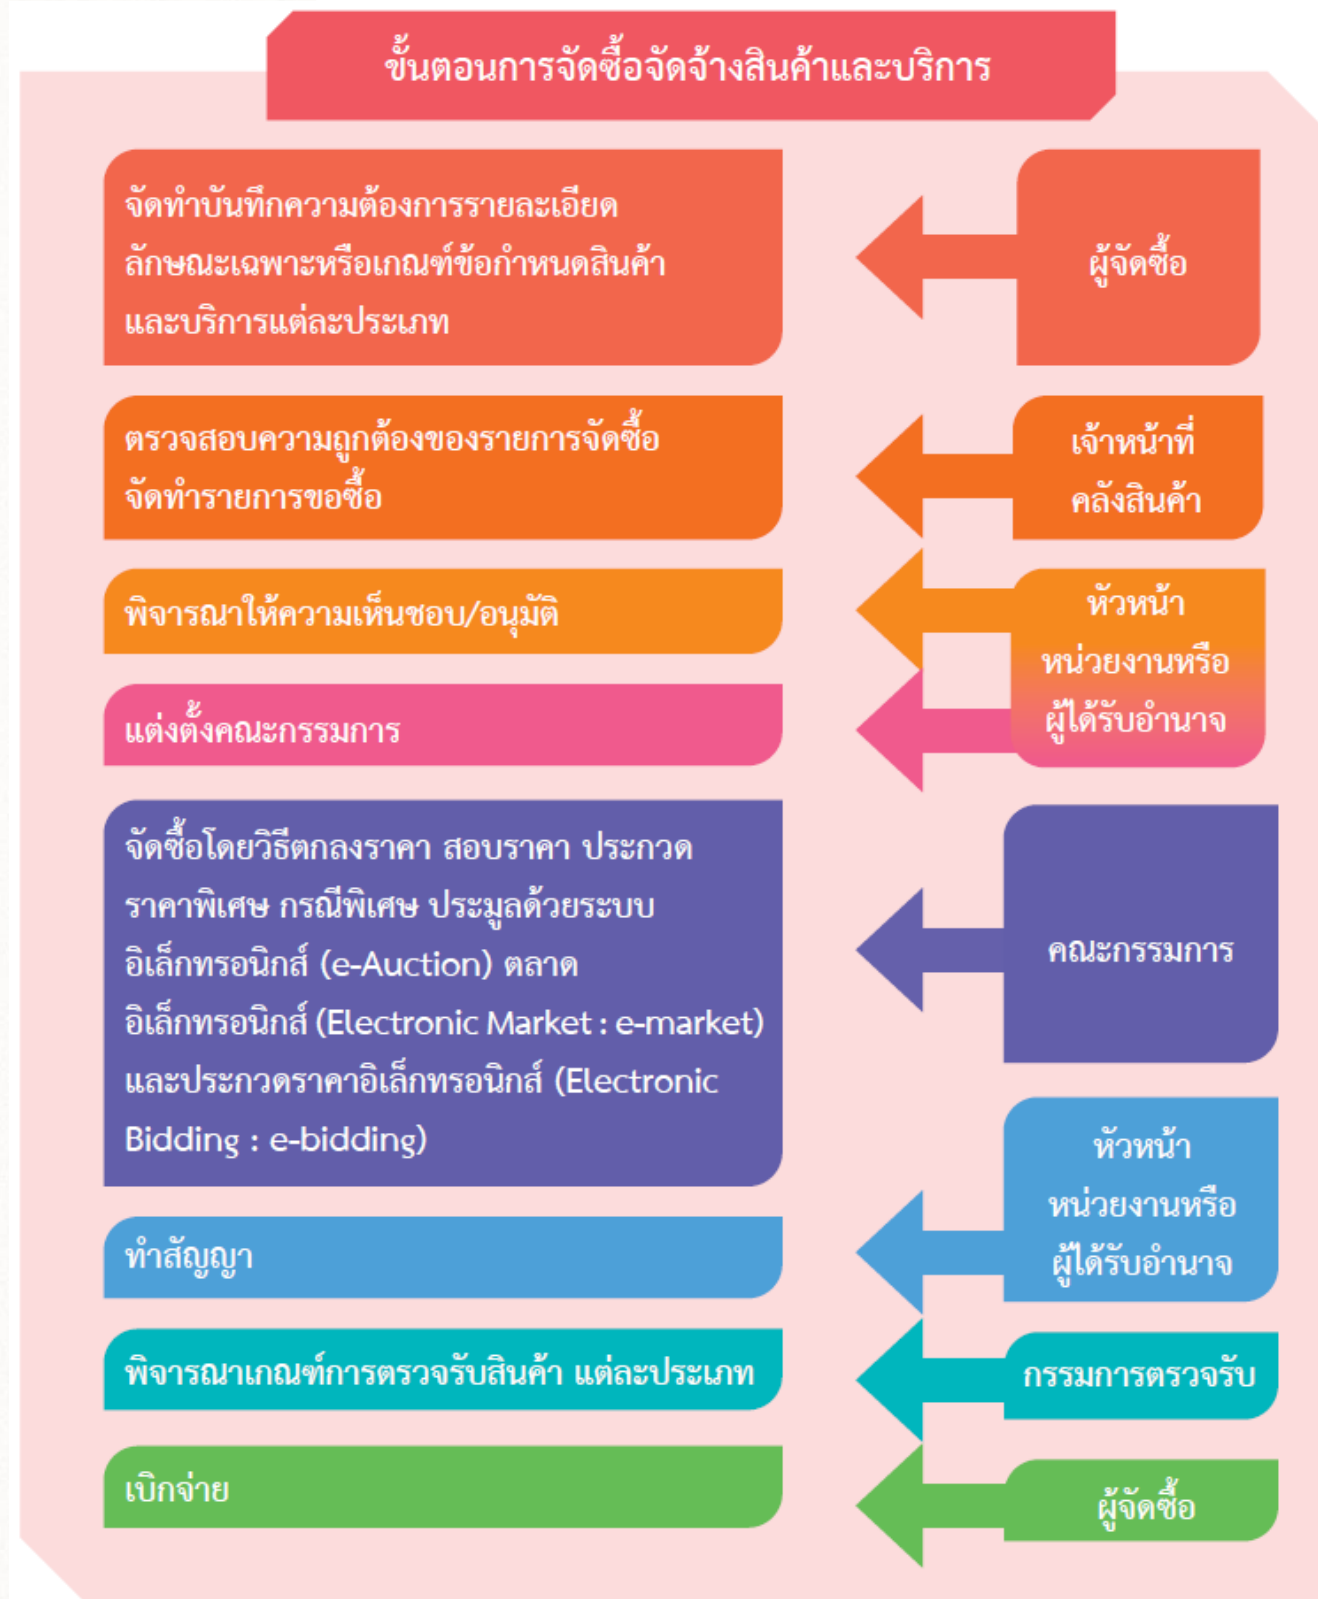 ขั้นตอนการจัดซื้อจัดจ้างสินค้าและบริการ
จัดทำบันทึกความต้องการรายละเอียด
ลักษณะเฉพาะหรือเกณฑ์ข้อกำหนดสินค้า
และบริการแต่ละประเภท
ผู้จัดซื้อ
ตรวจสอบความถูกต้องของรายการจัดซื้อ
จัดทำรายการขอซื้อ
เจ้าหน้าที่
คลังสินค้า
พิจารณาให้ความเห็นชอบ/อนุมัติ
แต่งตั้งคณะกรรมการ
หัวหน้า
หน่วยงานหรือ
ผู้ได้รับอำนาจ
จัดซื้อโดยวิธีตกลงราคา สอบราคา ประกวด
ราคาพิเศษ กรณีพิเศษ ประมูลด้วยระบบ
อิเล็กทรอนิกส์ (e-Auction) ตลาด
อิเล็กทรอนิกส์ (Electronic Market : e-market)
และประกวดราคาอิเล็กทรอนิกส์ (Electronic
Bidding : e-bidding)
คณะกรรมการ
ทำสัญญา
หัวหน้า
หน่วยงานหรือ
ผู้ได้รับอำนาจ
พิจารณาเกณฑ์การตรวจรับสินค้า แต่ละประเภท
กรรมการตรวจรับ
เบิกจ่าย
ผู้จัดซื้อ